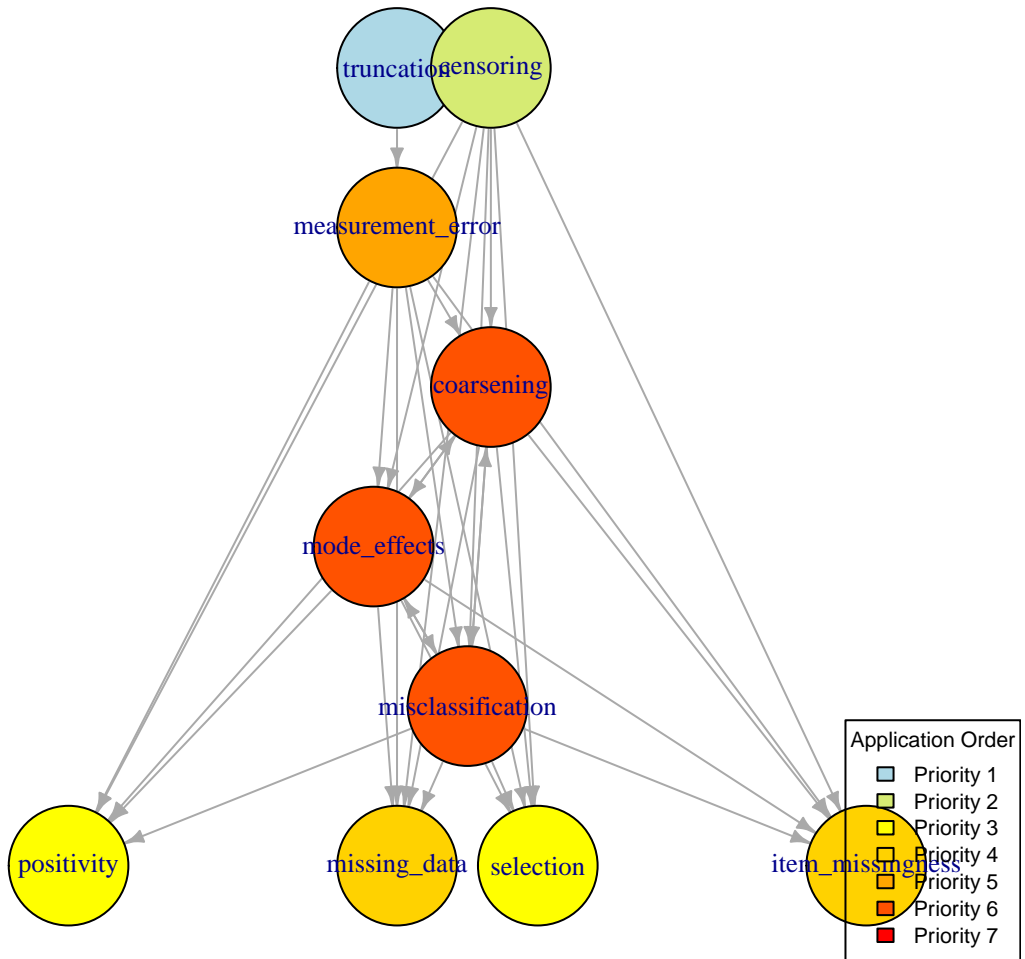 truncation
censoring
measurement_error
coarsening
mode_effects
misclassification
positivity
missing_data
selection
item_missingness
Application Order
Priority 1
Priority 2
Priority 3
Priority 4
Priority 5
Priority 6
Priority 7